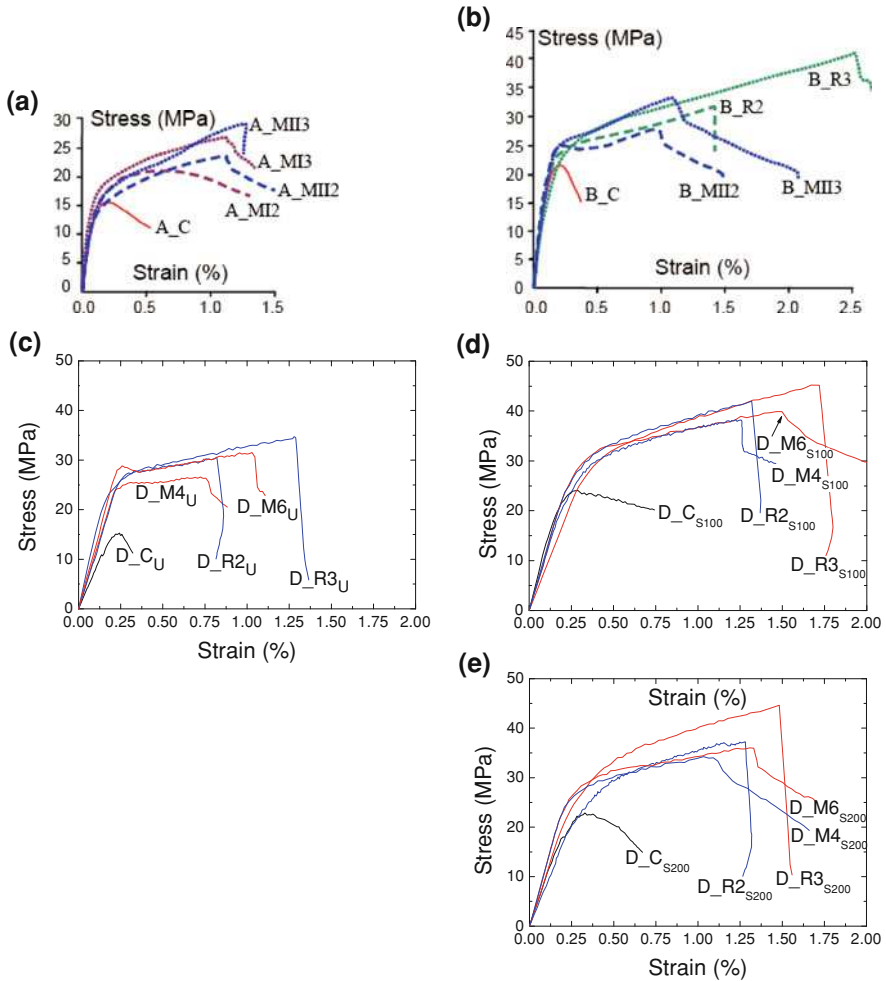 (a)
Stress (MPa)
30
25
20
15
10
5
0
0.0 0.5 1.0 1.5
Strain (%)
A_MII3
A_MI3
A_MII2
A_MI2
A_C
(b)
Stress (MPa)
45
40
35
30
25
20
15
10
5
0
0.0 0.5 1.0 1.5 2.0 2.5
Strain (%)
B_R3
B_R2
B_MII3
B_MII2
B_C
(c)
Stress (MPa)
50
40
30
20
10
0
0.00 0.25 0.50 0.75 1.00 1.25 1.50 1.75 2.00
Strain (%)
D_M4U
D_M6U
D_CU
D_R2U
D_R3U
(d)
Stress (MPa)
50
40
30
20
10
0
0.00 0.25 0.50 0.75 1.00 1.25 1.50 1.75 2.00
Strain (%)
D_M6S100
D_M4S100
D_CS100
D_R2S100
D_R3S100
(e)
Stress (MPa)
50
40
30
20
10
0
0.00 0.25 0.50 0.75 1.00 1.25 1.50 1.75 2.00
Strain (%)
D_M6S200
D_M4S200
D_CS200
D_R2S200
D_R3S200